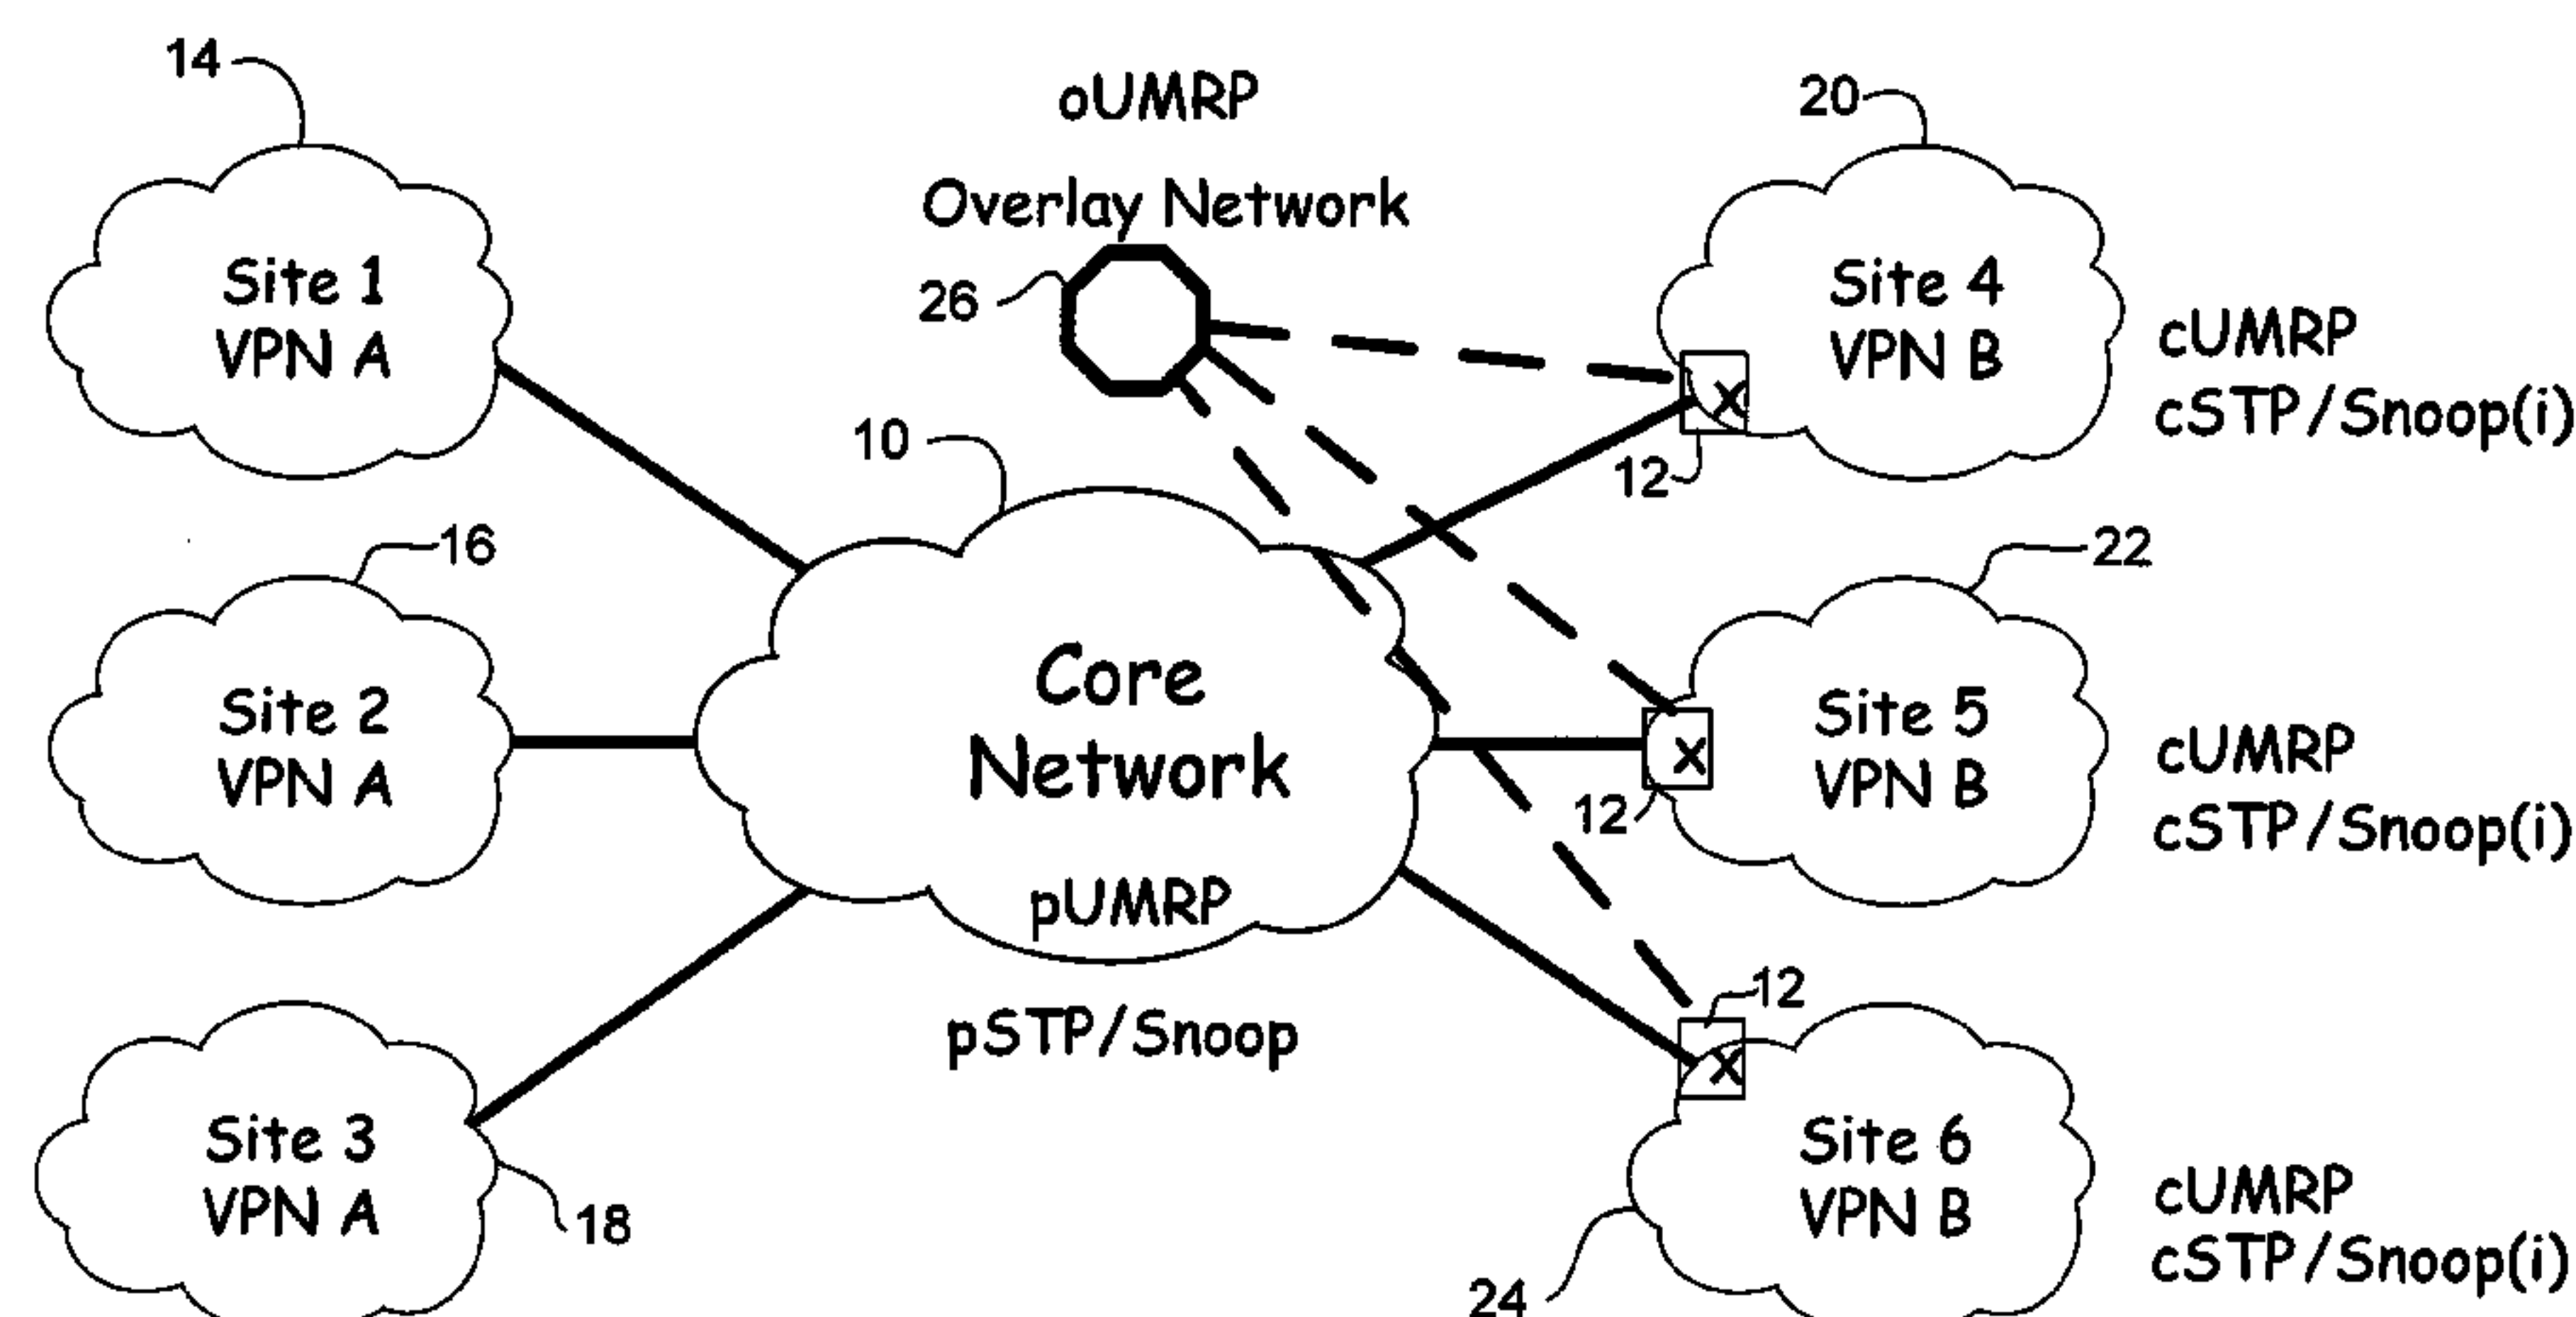 14
oUMRP
20
Overlay Network
Site 1
VPN A
26
Site 4
VPN B
cUMRP
cSTP/Snoop(i)
X
12
10
16
22
Site 2
VPN A
Core
Network
Site 5
VPN B
cUMRP
cSTP/Snoop(i)
X
12
pUMRP
pSTP/Snoop
12
X
Site 3
VPN A
18
Site 6
VPN B
cUMRP
cSTP/Snoop(i)
24